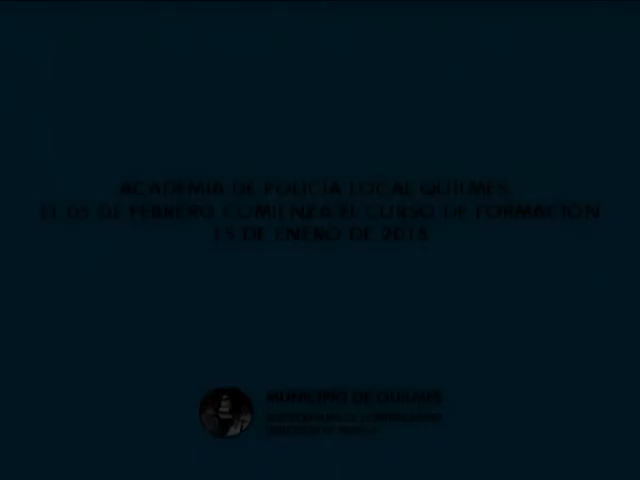 ACADEMIA DE POLICIA LOCAL QUILMES
EL 05 DE FEBRERO COMIENZA EL CURSO DE FORMACION
15 DE ENERO DE 2018
MUNICIPIO DE QUILMES